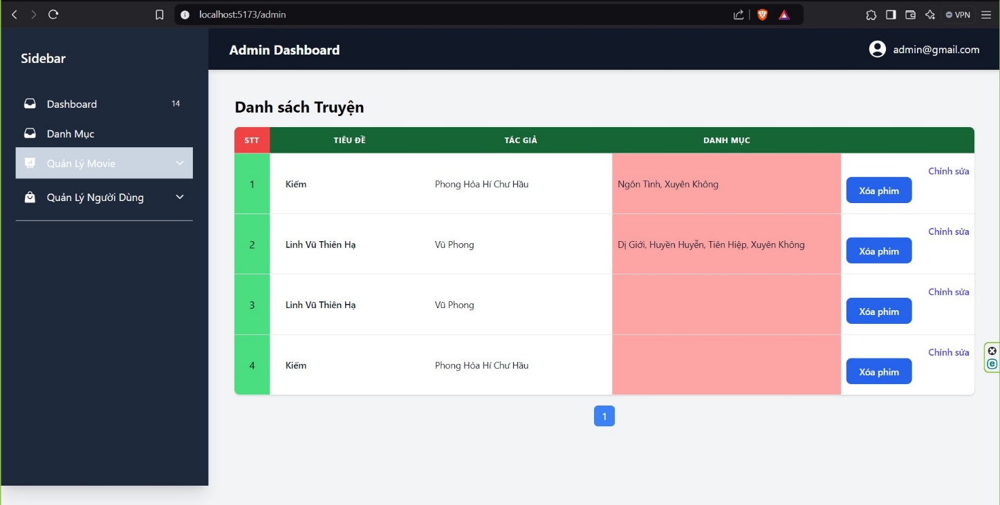 localhost:5173/admin
VPN
Sidebar
Admin Dashboard
admin@gmail.com
Dashboard
14
Danh Mục
Quản Lý Movie
Quản Lý Người Dùng
Danh sách Truyện
STT TIÊU ĐỀ TÁC GIẢ DANH MỤC
1 Kiếm Phong Hỏa Hí Chư Hầu Ngôn Tình, Xuyên Không
Chỉnh sửa
Xóa phim
2 Linh Vũ Thiên Hạ Vũ Phong Dị Giới, Huyền Huyễn, Tiên Hiệp, Xuyên Không
Chỉnh sửa
Xóa phim
3 Linh Vũ Thiên Hạ Vũ Phong
Chỉnh sửa
Xóa phim
4 Kiếm Phong Hỏa Hí Chư Hầu
Chỉnh sửa
Xóa phim
1